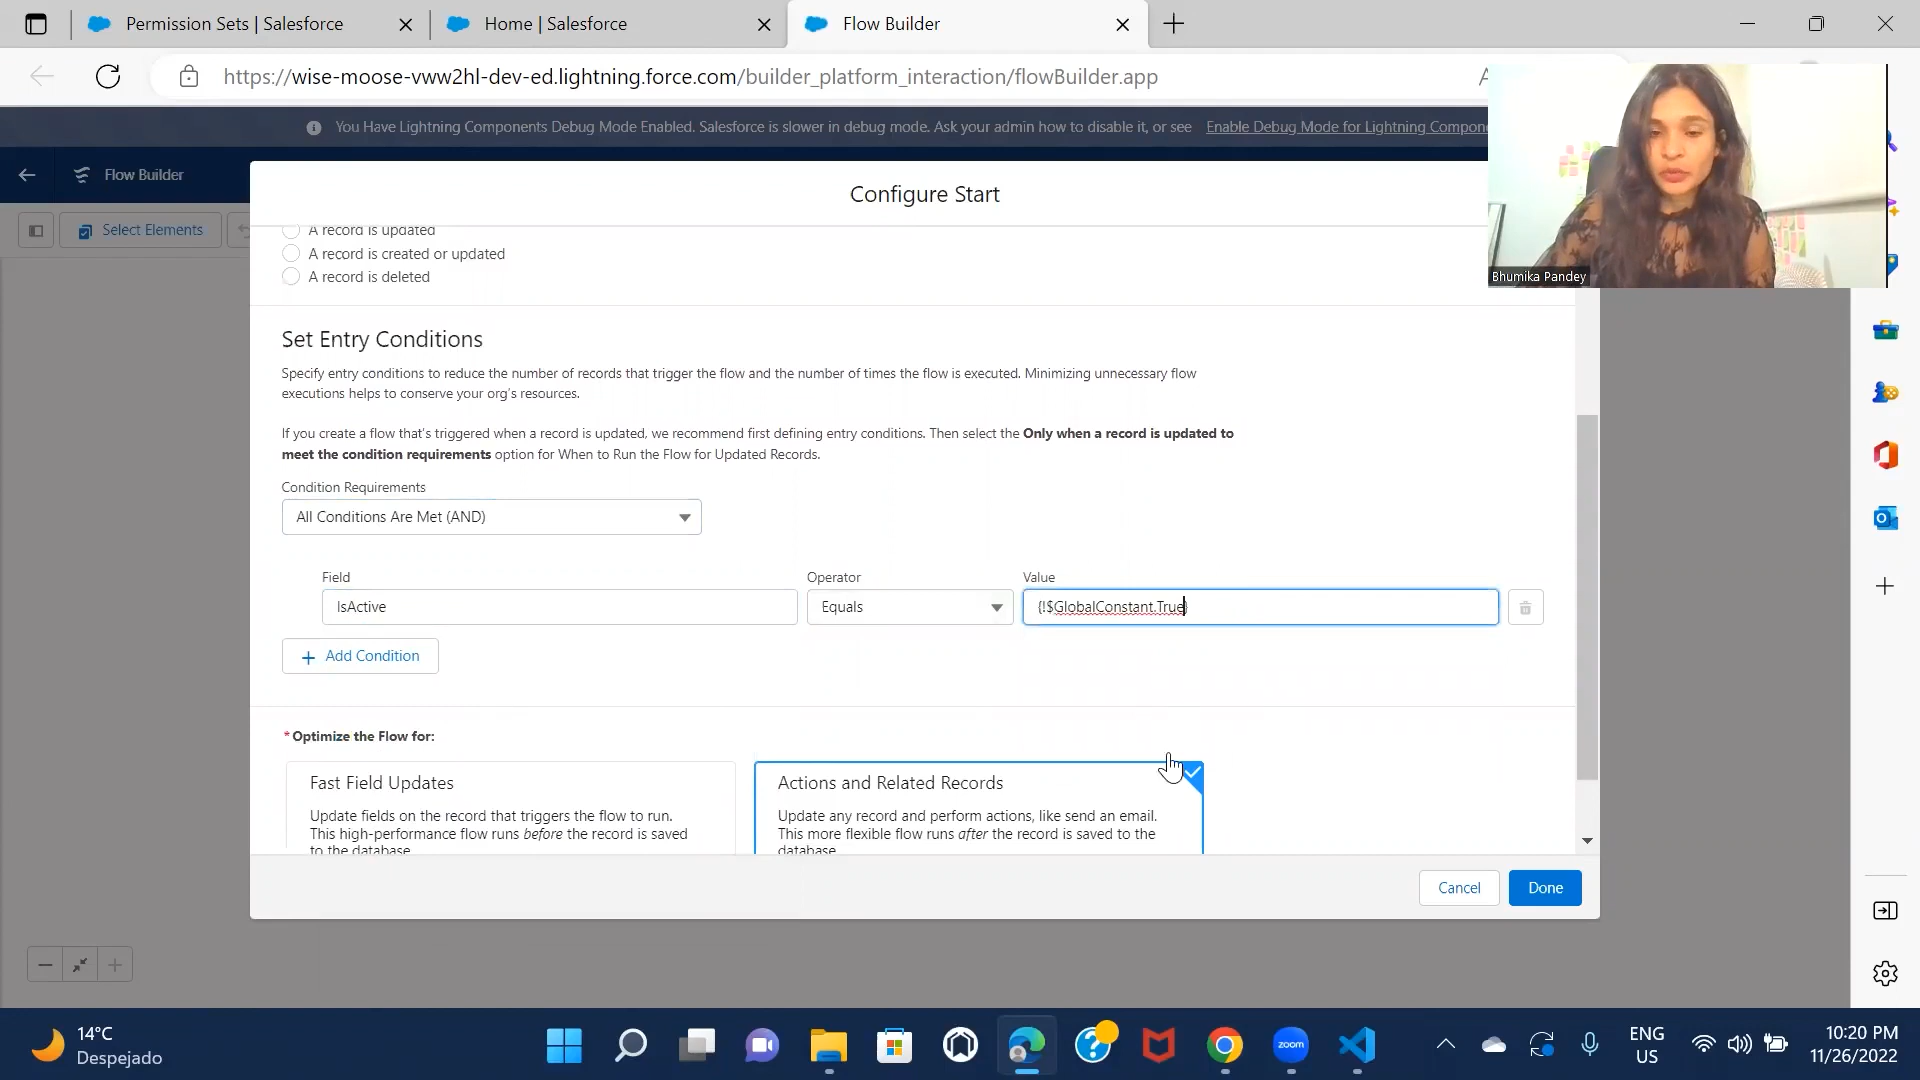 Permission Sets | Salesforce
Home | Salesforce
Flow Builder
https://wise-moose-vww2hl-dev-ed.lightning.force.com/builder_platform_interaction/flowBuilder.app
You Have Lightning Components Debug Mode Enabled. Salesforce is slower in debug mode. Ask your admin how to disable it, or see Enable Debug Mode for Lightning
Flow Builder
Configure Start
Select Elements
A record is updated
A record is created or updated
A record is deleted
Bhumika Pandey
Set Entry Conditions
Specify entry conditions to reduce the number of records that trigger the flow and the number of times the flow is executed. Minimizing unnecessary flow
executions helps to conserve your org's resources.
If you create a flow that's triggered when a record is updated, we recommend first defining entry conditions. Then select the Only when a record is updated to
meet the condition requirements option for When to Run the Flow for Updated Records.
Condition Requirements
All Conditions Are Met (AND)
Field
Operator
Value
IsActive
Equals
{!$GlobalConstant.True}
+ Add Condition
* Optimize the Flow for:
Fast Field Updates
Update fields on the record that triggers the flow to run.
This high-performance flow runs before the record is saved
to the database.
Actions and Related Records
Update any record and perform actions, like send an email.
This more flexible flow runs after the record is saved to the
database.
Cancel
Done
14°C
Despejado
zoom
ENG
US
10:20 PM
11/26/2022